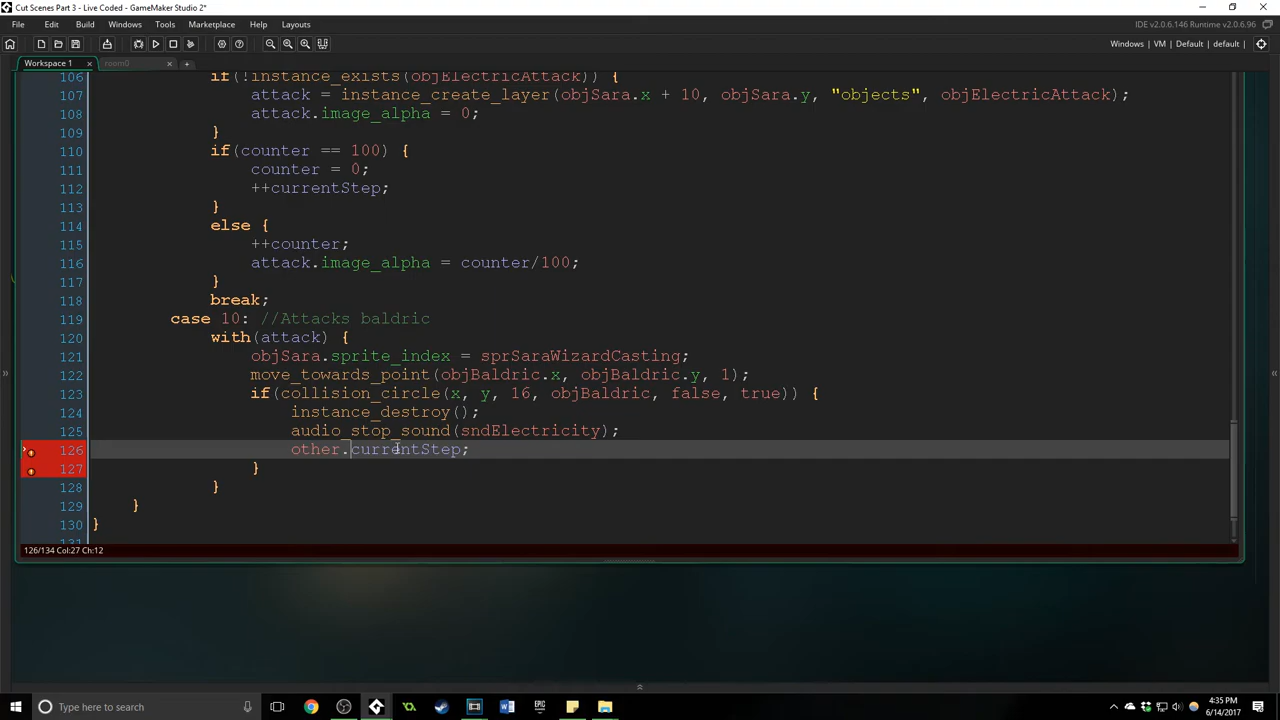 Cut Scenes Part 3 - Live Coded - GameMaker Studio 2*
File Edit Build Windows Tools Marketplace Layouts
IDE v2.0.6.146 Runtime v2.0.6.96
Windows | VM | Default | default |
Workspace 1 × room0 × +
106 if(!instance_exists(objElectricAttack)) {
107 attack = instance_create_layer(objSara.x + 10, objSara.y, "objects", objElectricAttack);
108 attack.image_alpha = 0;
109 }
110 if(counter == 100) {
111 counter = 0;
112 ++currentStep;
113 }
114 else {
115 ++counter;
116 attack.image_alpha = counter/100;
117 }
118 break;
119 case 10: //Attacks baldric
120 with(attack) {
121 objSara.sprite_index = sprSaraWizardCasting;
122 move_towards_point(objBaldric.x, objBaldric.y, 1);
123 if(collision_circle(x, y, 16, objBaldric, false, true)) {
124 instance_destroy();
125 audio_stop_sound(sndElectricity);
126 other.currentStep;
127 }
128 }
129 }
130 }
131
126/134 Col:27 Ch:12
Type here to search
EPIC
4:35 PM
6/14/2017